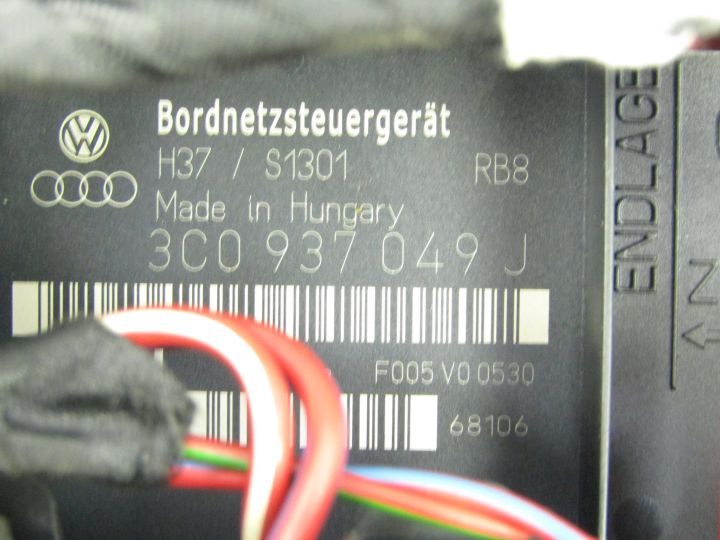 Bordnetzsteuergerät
H37 / S1301 RB8
Made in Hungary
3C0 937 049 J
F005 V0 0530
68106
ENDLAGE